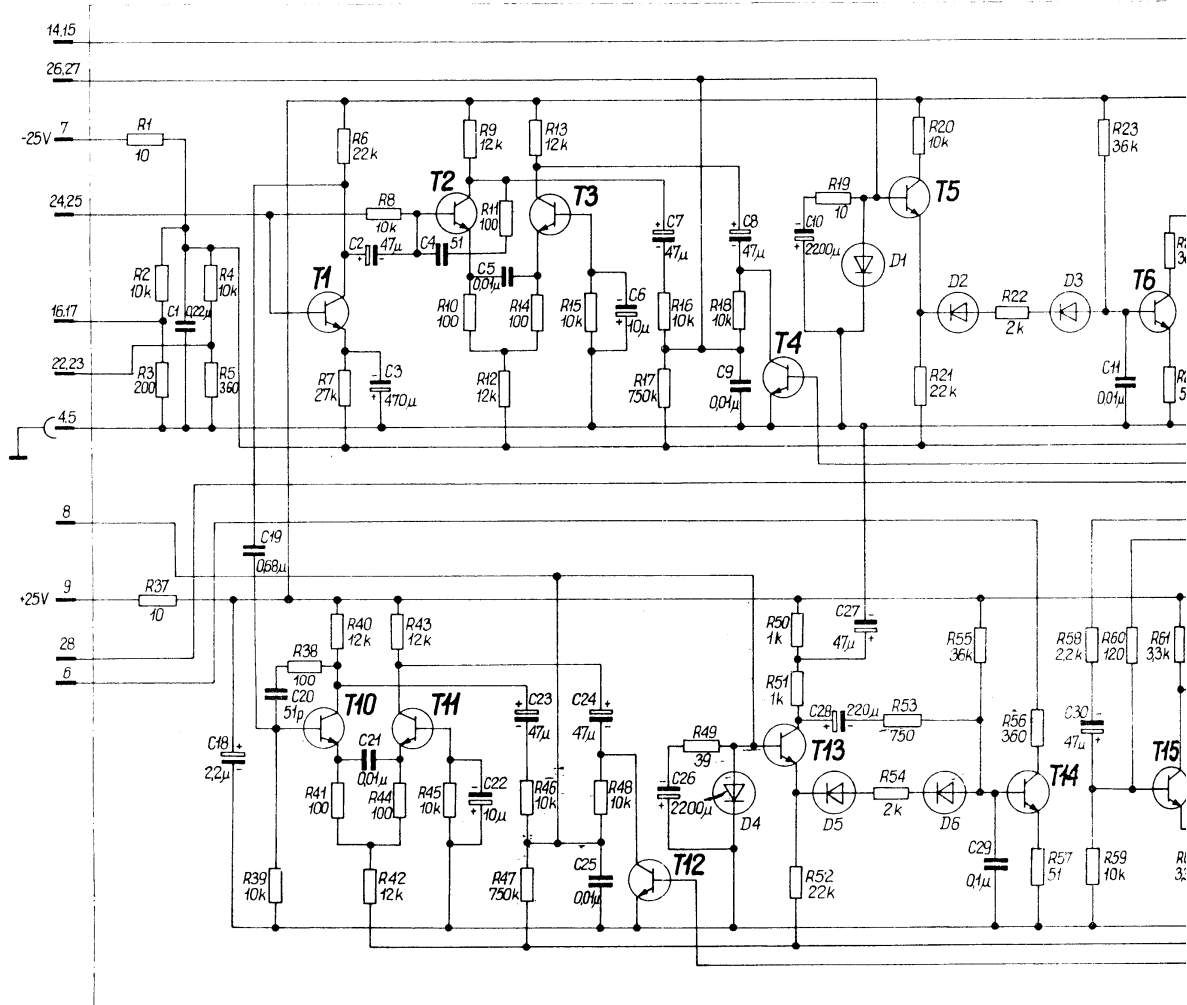 14,15
26,27
-25V 7
R1
10
24,25
R2
10k
R4
10k
C1
0,22µ
16,17
22,23
R3
200
R5
360
4,5
R6
22k
R8
10k
C2
+ 47µ -
T1
R7
27k
C3
470µ
R9
12k
R13
12k
T2
T3
R11
100
C4
51
C5
0,01µ
R10
100
R14
100
R15
10k
C6
10µ
R12
12k
C7
47µ
C8
47µ
R16
10k
R18
10k
R17
750k
C9
0,01µ
T4
R19
10
C10
2200µ
D1
R20
10k
T5
D2
R22
2k
D3
R21
22k
R23
36k
T6
C11
0,01µ
8
9
+25V
R37
10
28
6
C19
0,68µ
R40
12k
R43
12k
R38
100
C20
51p
T10
T11
C18
2,2µ
C21
0,01µ
R41
100
R44
100
R45
10k
C22
10µ
R39
10k
R42
12k
C23
47µ
C24
47µ
R46
10k
R48
10k
R47
750k
C25
0,01µ
T12
R49
39
C26
2200µ
D4
R50
1k
R51
1k
C27
47µ
C28
220µ
R53
750
T13
D5
R54
2k
D6
R52
22k
R55
36k
R56
360
T14
C29
0,1µ
R57
51
R58
2,2k
R60
120
R61
3,3k
C30
47µ
T15
R59
10k